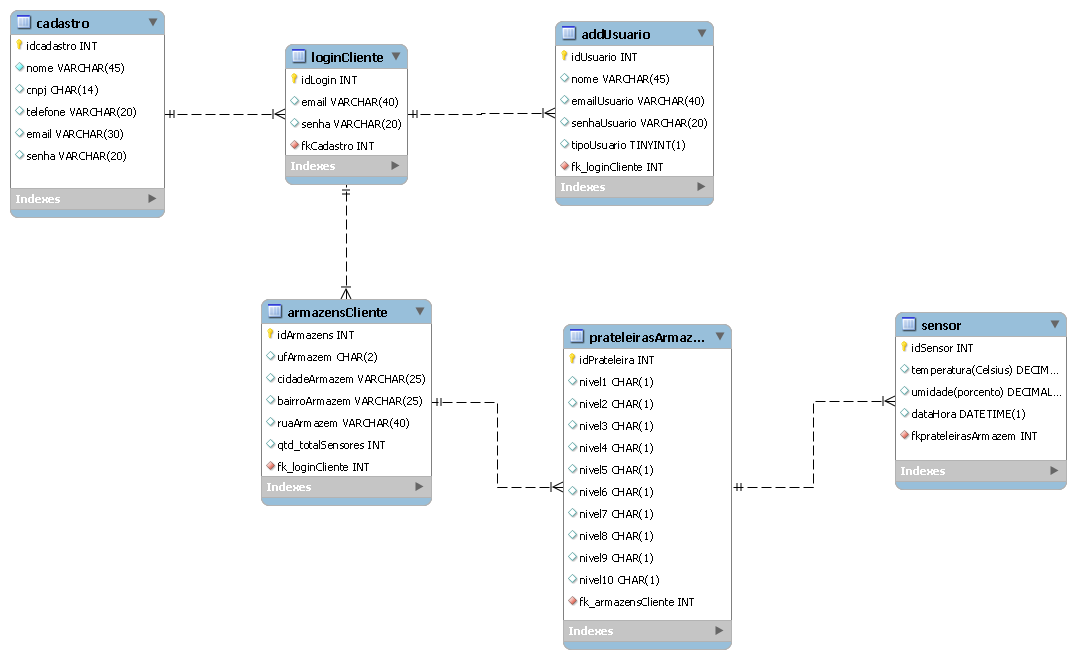 cadastro
idcadastro INT
nome VARCHAR(45)
cnpj CHAR(14)
telefone VARCHAR(20)
email VARCHAR(30)
senha VARCHAR(20)
Indexes
loginCliente
idLogin INT
email VARCHAR(40)
senha VARCHAR(20)
fkCadastro INT
Indexes
addUsuario
idUsuario INT
nome VARCHAR(45)
emailUsuario VARCHAR(40)
senhaUsuario VARCHAR(20)
tipoUsuario TINYINT(1)
fk_loginCliente INT
Indexes
armazensCliente
idArmazens INT
ufArmazem CHAR(2)
cidadeArmazem VARCHAR(25)
bairroArmazem VARCHAR(25)
ruaArmazem VARCHAR(40)
qtd_totalSensores INT
fk_loginCliente INT
Indexes
prateleirasArmaz...
idPrateleira INT
nivel1 CHAR(1)
nivel2 CHAR(1)
nivel3 CHAR(1)
nivel4 CHAR(1)
nivel5 CHAR(1)
nivel6 CHAR(1)
nivel7 CHAR(1)
nivel8 CHAR(1)
nivel9 CHAR(1)
nivel10 CHAR(1)
fk_armazensCliente INT
Indexes
sensor
idSensor INT
temperatura(Celsius) DECIM...
umidade(porcento) DECIMAL...
dataHora DATETIME(1)
fkprateleirasArmazem INT
Indexes